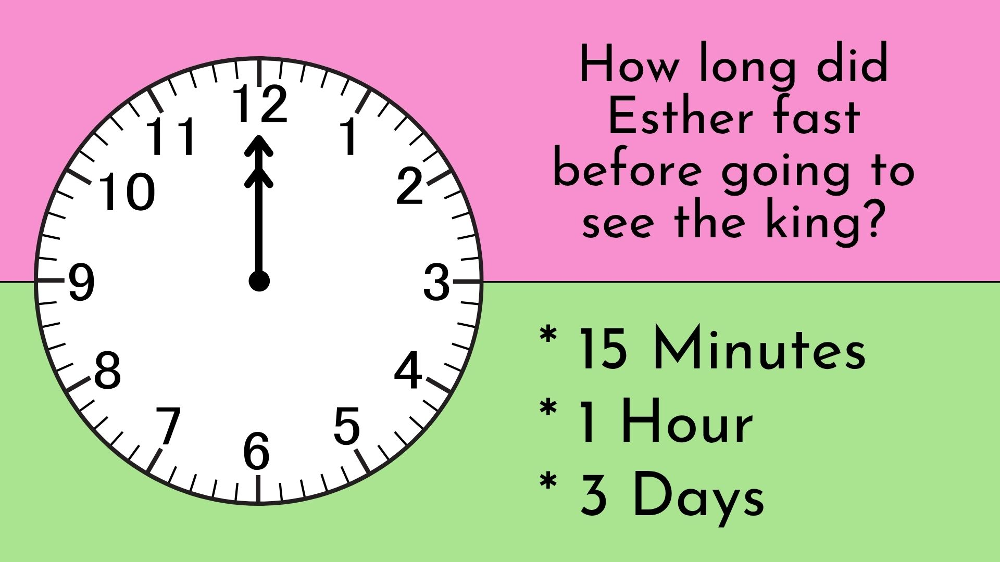 12
11
1
10
2
9
3
8
4
7
5
6
How long did
Esther fast
before going to
see the king?
* 15 Minutes
* 1 Hour
* 3 Days